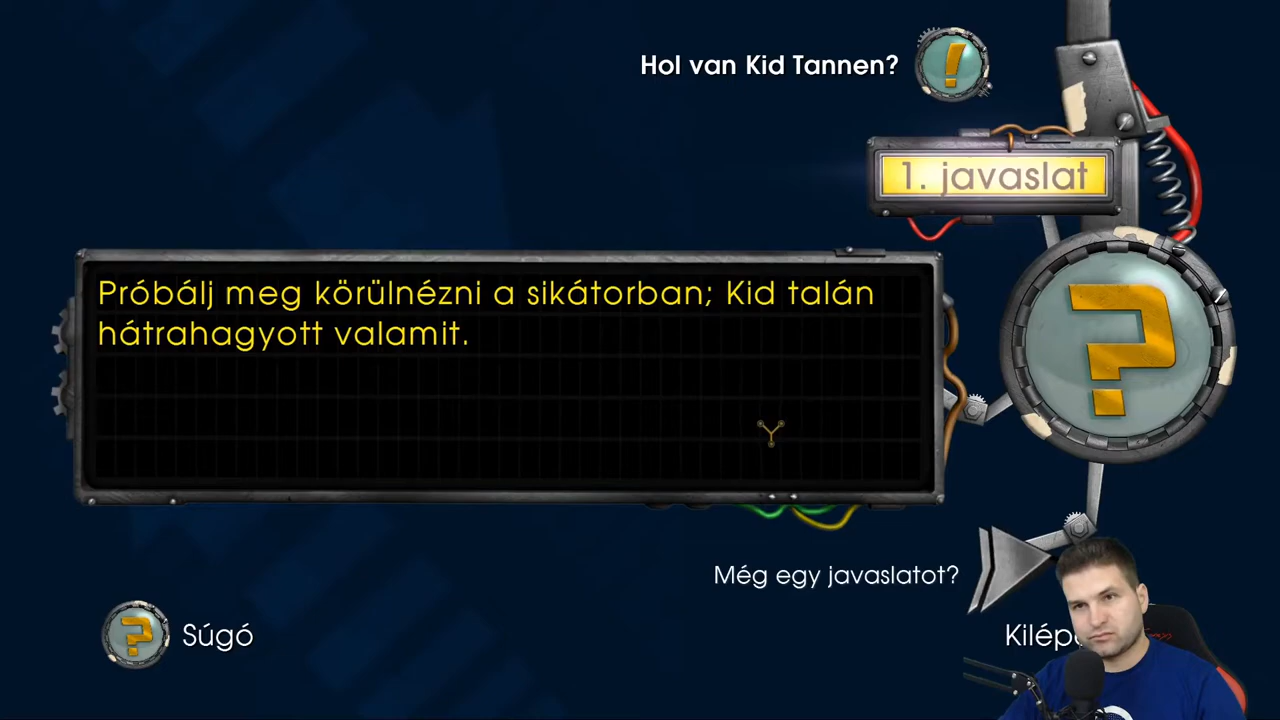 Hol van Kid Tannen?
1. javaslat
Próbálj meg körülnézni a sikátorban; Kid talán
hátrahagyott valamit.
Még egy javaslatot?
Súgó